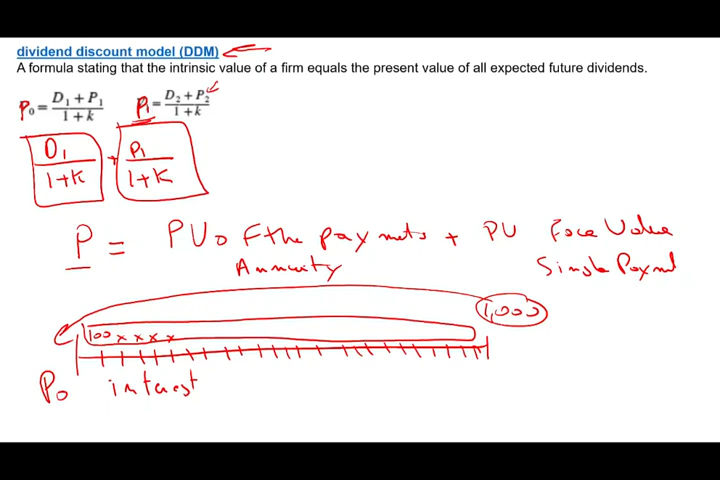 dividend discount model (DDM)
A formula stating that the intrinsic value of a firm equals the present value of all expected future dividends.
P₀ = (D₁ + P₁)/(1 + k)   P₁ = (D₂ + P₂)/(1 + k)
D₁/(1+K) + P₁/(1+K)
P = PV of the paymets + PV Face Value
Annuity Single
1,000
100 x x x x
P₀ interest